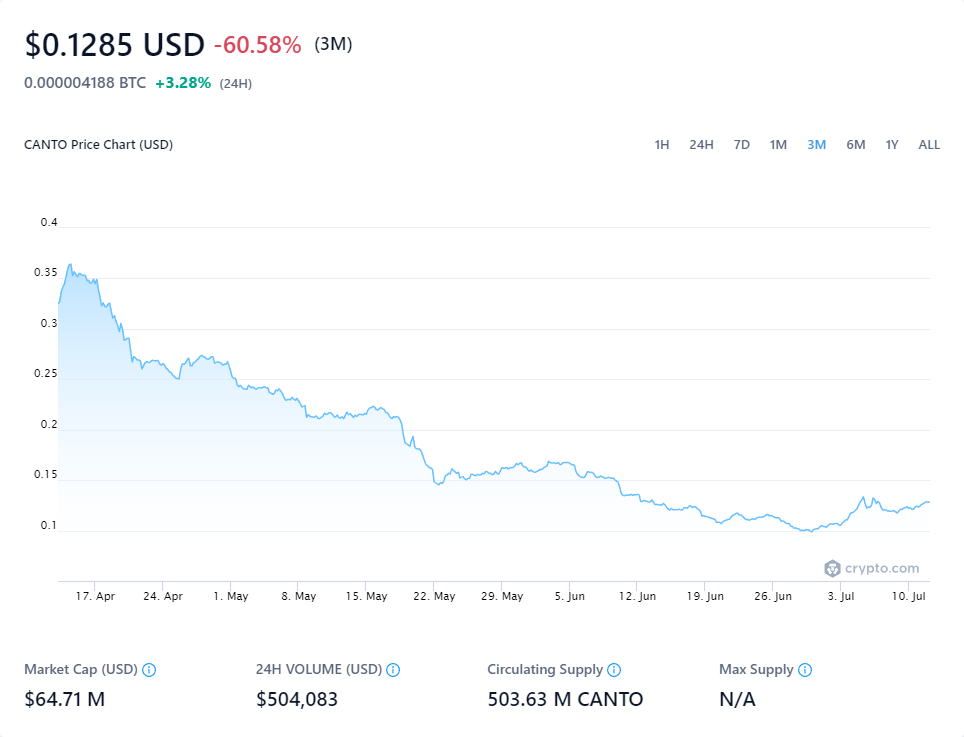 $0.1285 USD -60.58% (3M)
0.000004188 BTC +3.28% (24H)
CANTO Price Chart (USD) 1H 24H 7D 1M 3M 6M 1Y ALL
0.4
0.35
0.3
0.25
0.2
0.15
0.1
crypto.com
17. Apr 24. Apr 1. May 8. May 15. May 22. May 29. May 5. Jun 12. Jun 19. Jun 26. Jun 3. Jul 10. Jul
Market Cap (USD) 24H VOLUME (USD) Circulating Supply Max Supply
$64.71 M $504,083 503.63 M CANTO N/A